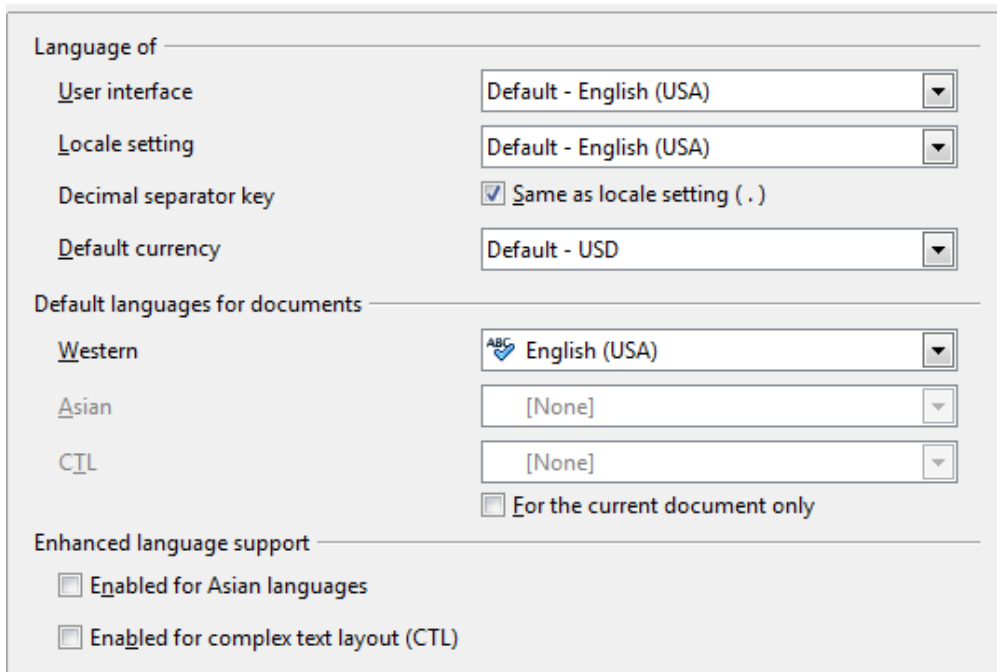 Language of
User interface Default - English (USA)
Locale setting Default - English (USA)
Decimal separator key Same as locale setting ( . )
Default currency Default - USD
Default languages for documents
Western ABC English (USA)
Asian [None]
CTL [None]
For the current document only
Enhanced language support
Enabled for Asian languages
Enabled for complex text layout (CTL)